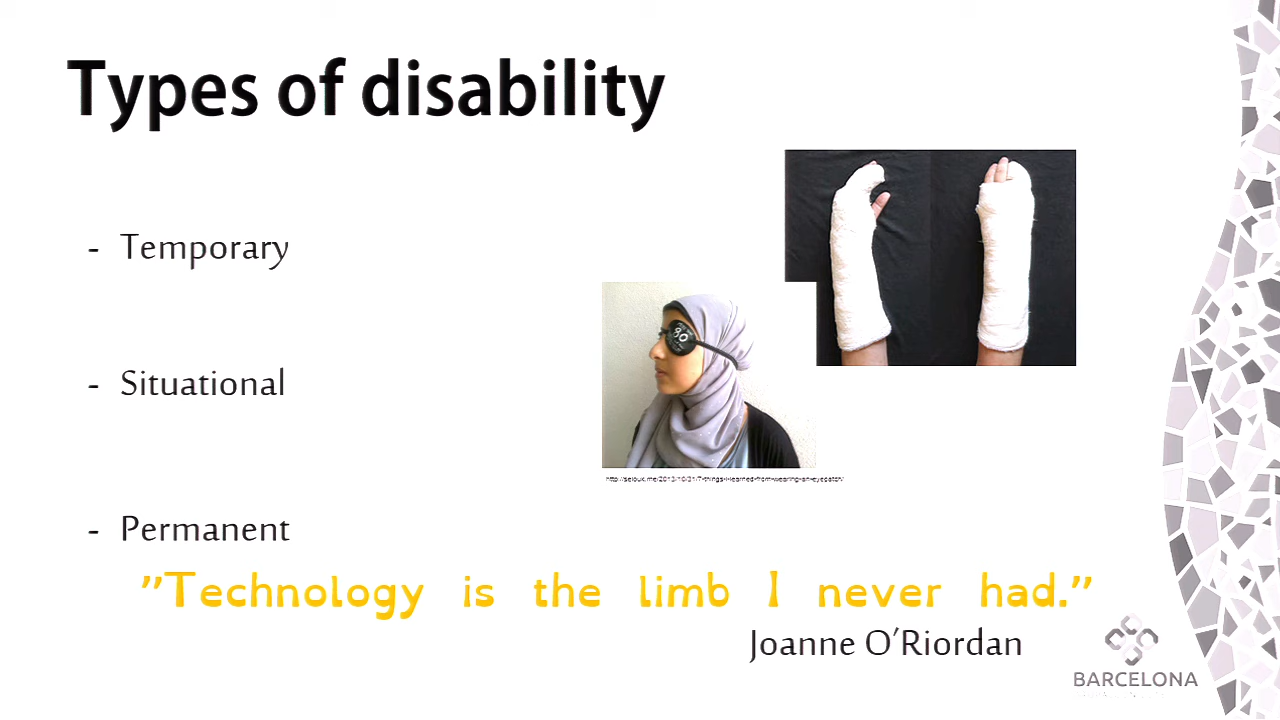 Types of disability
- Temporary
- Situational
- Permanent
”Technology is the limb I never had.”
Joanne O’Riordan
BARCELONA